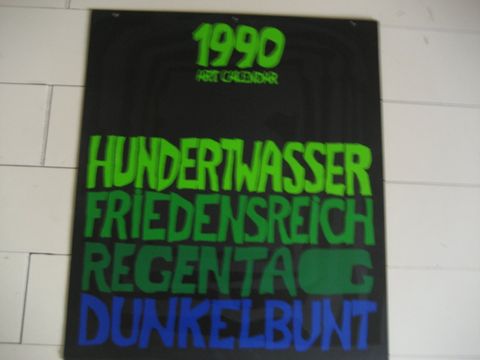 1990
ART CALENDAR
HUNDERTWASSER
FRIEDENSREiCH
REGENTAG
DUNKELBUNT